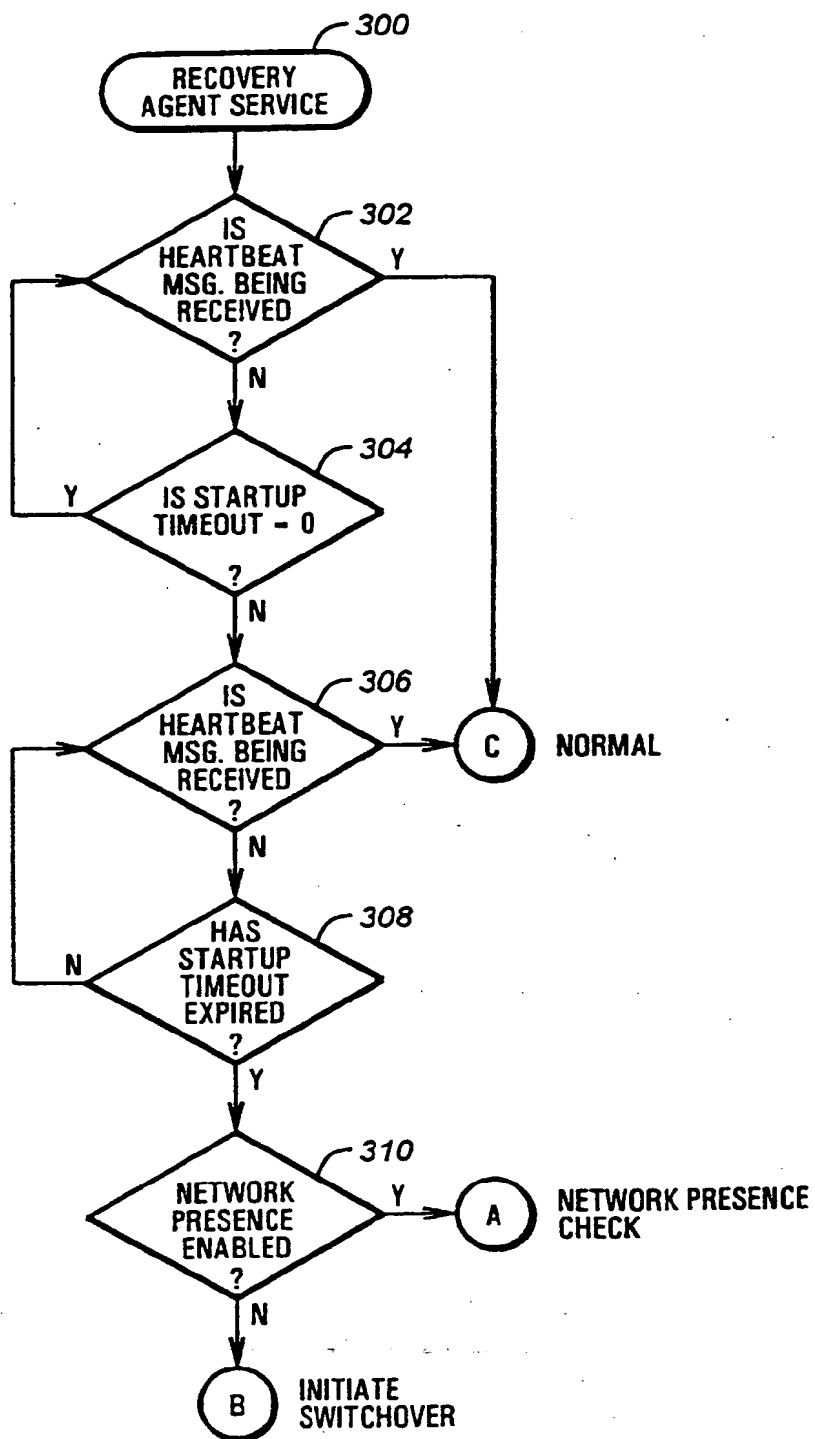 300
RECOVERY
AGENT SERVICE
302
IS
HEARTBEAT
MSG. BEING
RECEIVED
?
Y
N
304
Y
IS STARTUP
TIMEOUT = 0
?
N
306
IS
HEARTBEAT
MSG. BEING
RECEIVED
?
Y
C
NORMAL
N
308
HAS
STARTUP
TIMEOUT
EXPIRED
?
N
Y
310
NETWORK
PRESENCE
ENABLED
?
Y
A
NETWORK PRESENCE
CHECK
N
B
INITIATE
SWITCHOVER